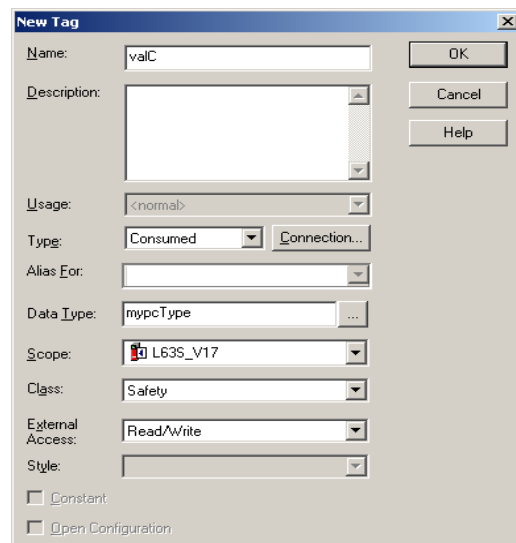 New Tag
Name: valC OK
Description: Cancel
Help
Usage: <normal>
Type: Consumed Connection...
Alias For:
Data Type: mypcType ...
Scope: L63S_V17
Class: Safety
External Access: Read/Write
Style:
Constant
Open Configuration